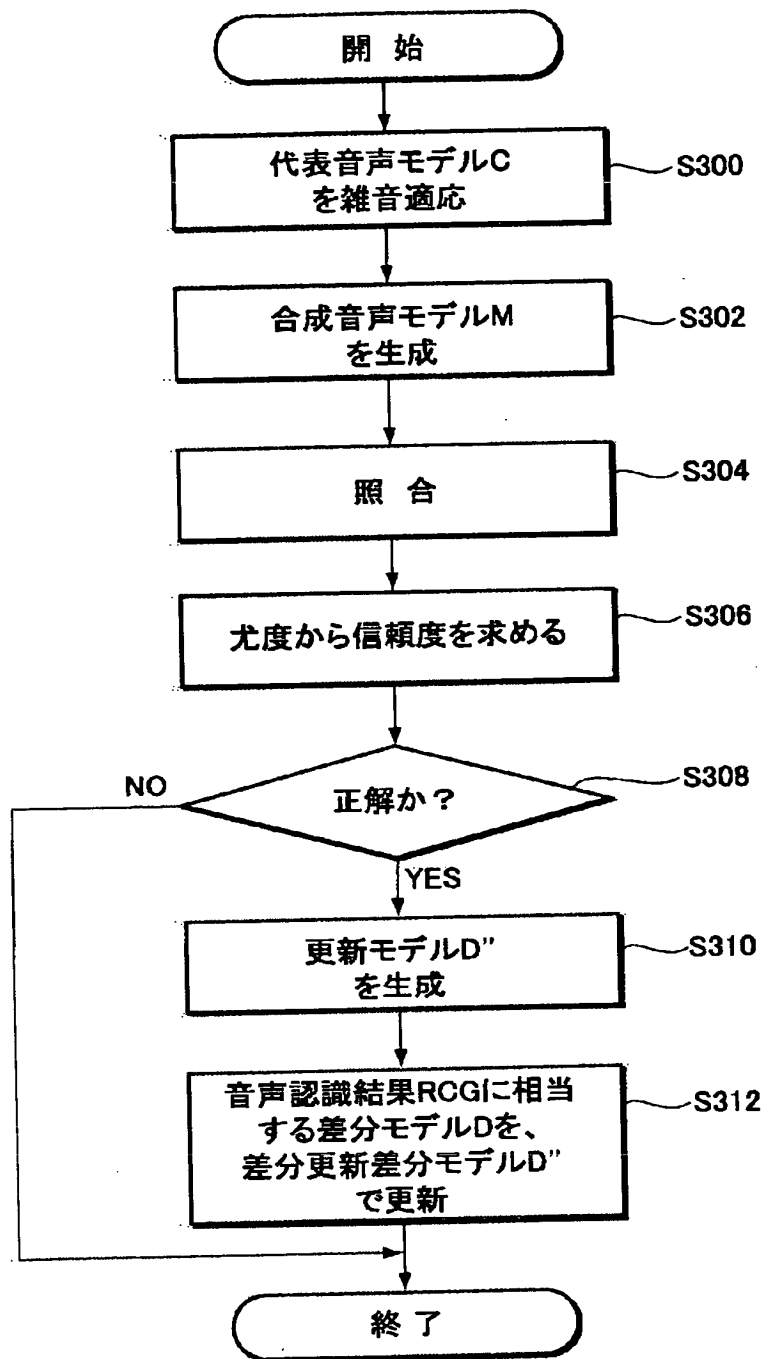 開 始
代表音声モデルC
を雑音適応
S300
合成音声モデルM
を生成
S302
照 合
S304
尤度から信頼度を求める
S306
正解か？
S308
NO
YES
更新モデルD”
を生成
S310
音声認識結果RCGに相当
する差分モデルDを、
差分更新差分モデルD”
で更新
S312
終 了